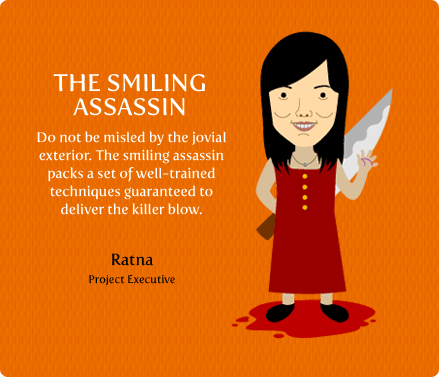 THE SMILING
ASSASSIN
Do not be misled by the jovial
exterior. The smiling assassin
packs a set of well-trained
techniques guaranteed to
deliver the killer blow.
Ratna
Project Executive